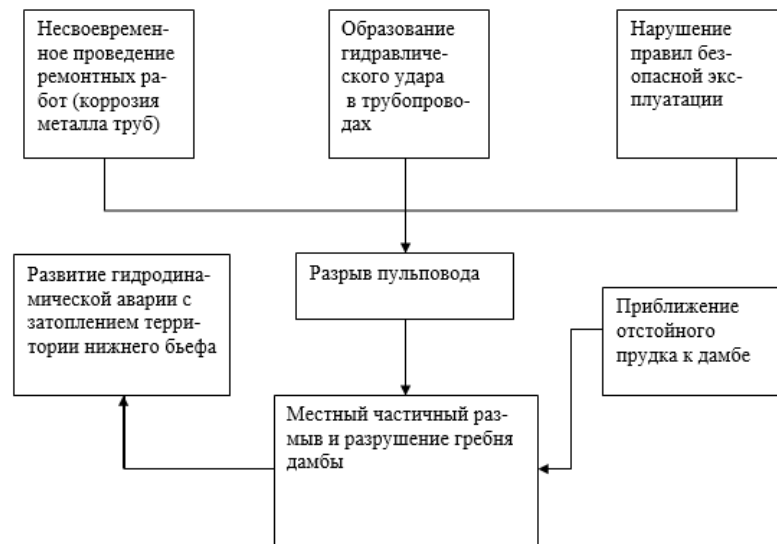 Несвоевремен-
ное проведение
ремонтных ра-
бот (коррозия
металла труб)
Образование
гидравличе-
ского удара
в трубопрово-
дах
Нарушение
правил без-
опасной экс-
плуатации
Развитие гидродина-
мической аварии с
затоплением терри-
тории нижнего бьефа
Разрыв пульповода
Приближение
отстойного
прудка к дамбе
Местный частичный раз-
мыв и разрушение гребня
дамбы